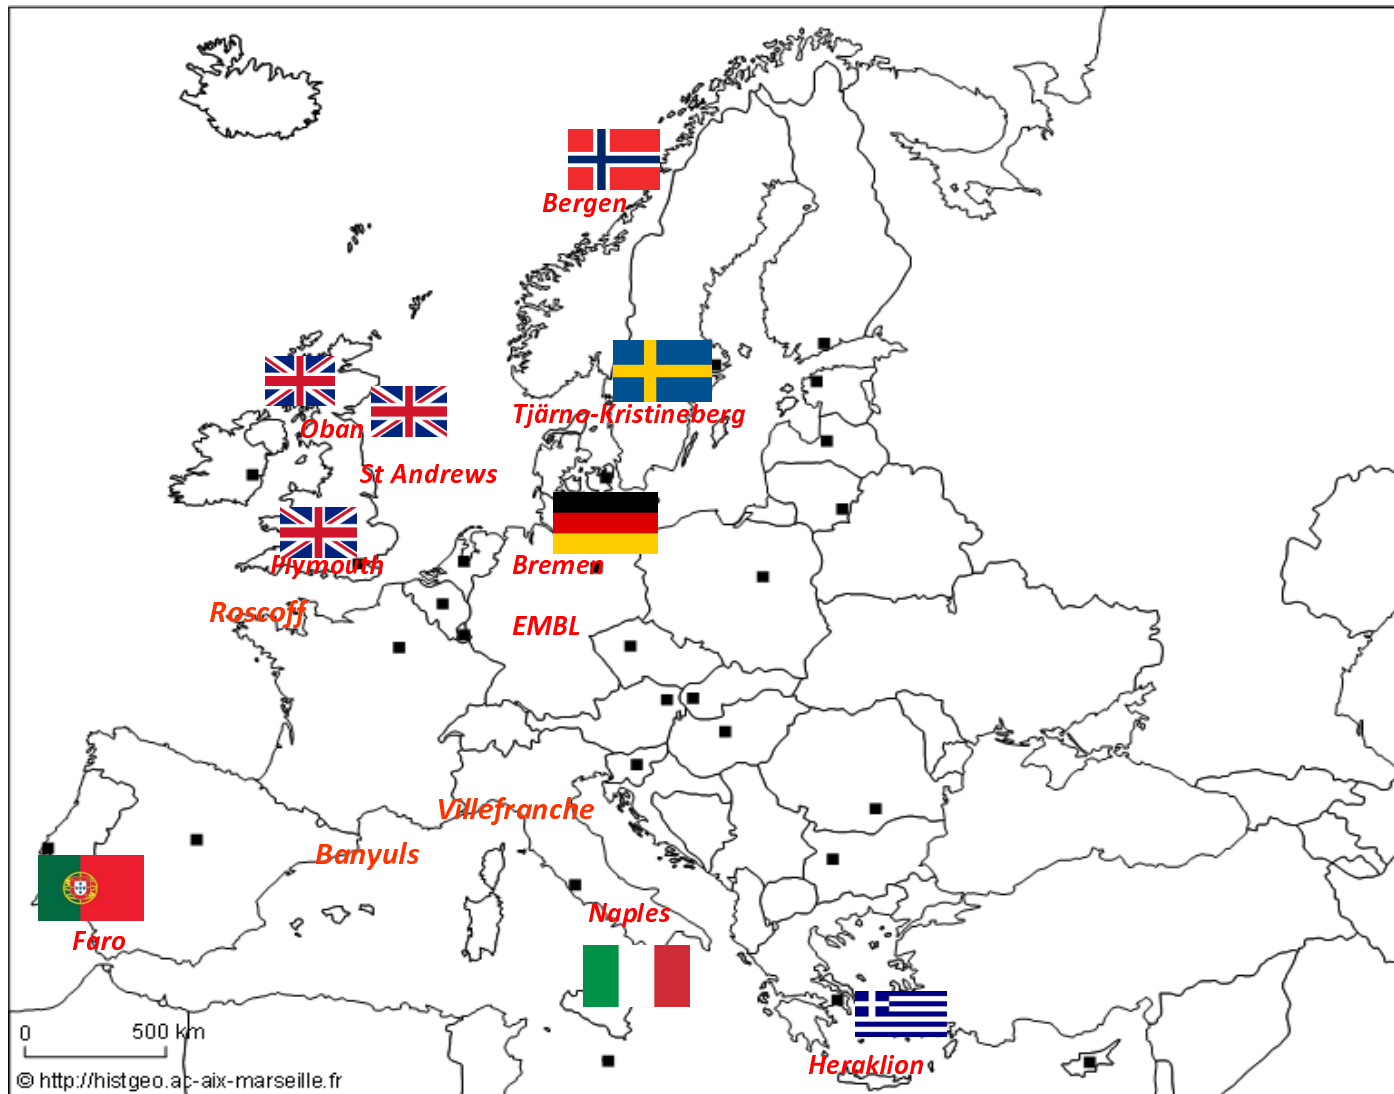 Bergen
Tjärno-Kristineberg
Oban
St Andrews
Plymouth
Bremen
Roscoff
EMBL
Villefranche
Banyuls
Naples
Faro
0 500 km
Heraklion
© http://histgeo.ac-aix-marseille.fr